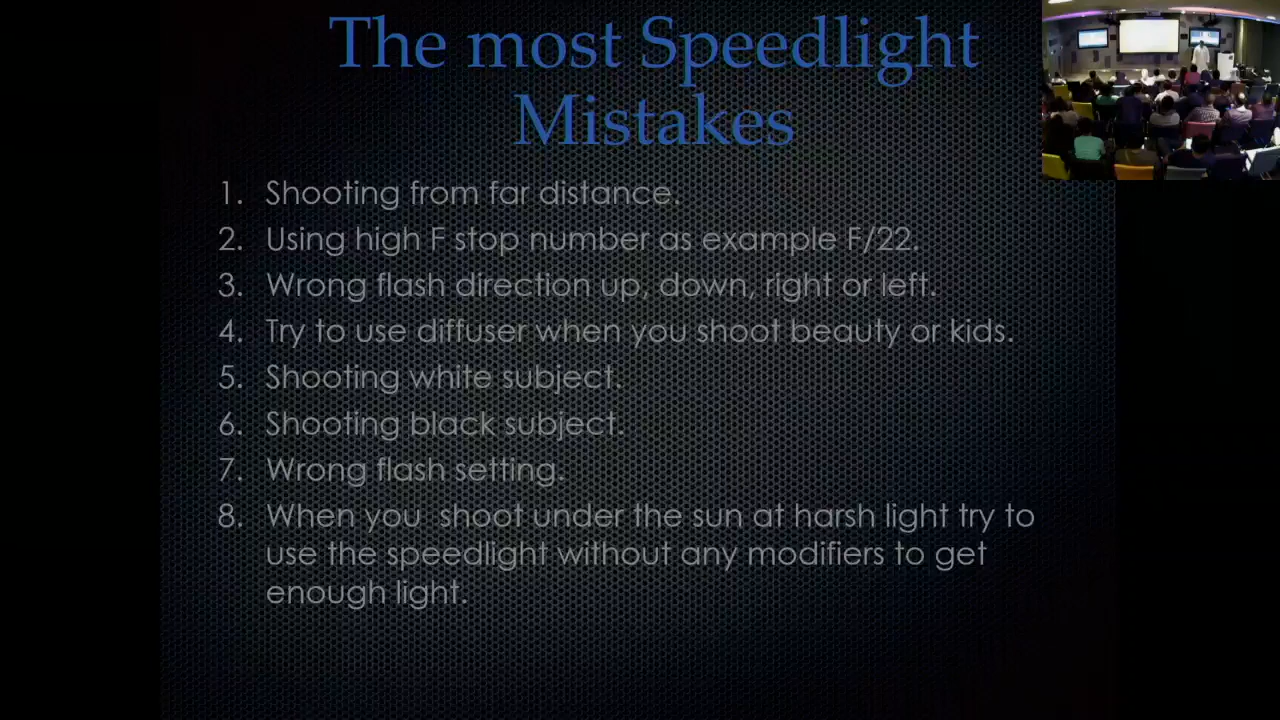 The most Speedlight
Mistakes
1. Shooting from far distance.
2. Using high F stop number as example F/22.
3. Wrong flash direction up, down, right or left.
4. Try to use diffuser when you shoot beauty or kids.
5. Shooting white subject.
6. Shooting black subject.
7. Wrong flash setting.
8. When you  shoot under the sun at harsh light try to
use the speedlight without any modifiers to get
enough light.